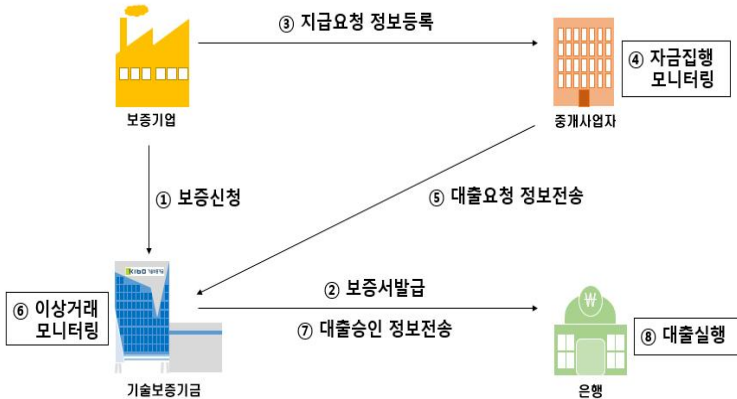 ③ 지급요청 정보등록
④ 자금집행
모니터링
보증기업
중개사업자
① 보증신청
⑤ 대출요청 정보전송
⑥ 이상거래
모니터링
② 보증서발급
⑦ 대출승인 정보전송
₩
⑧ 대출실행
기술보증기금
은행